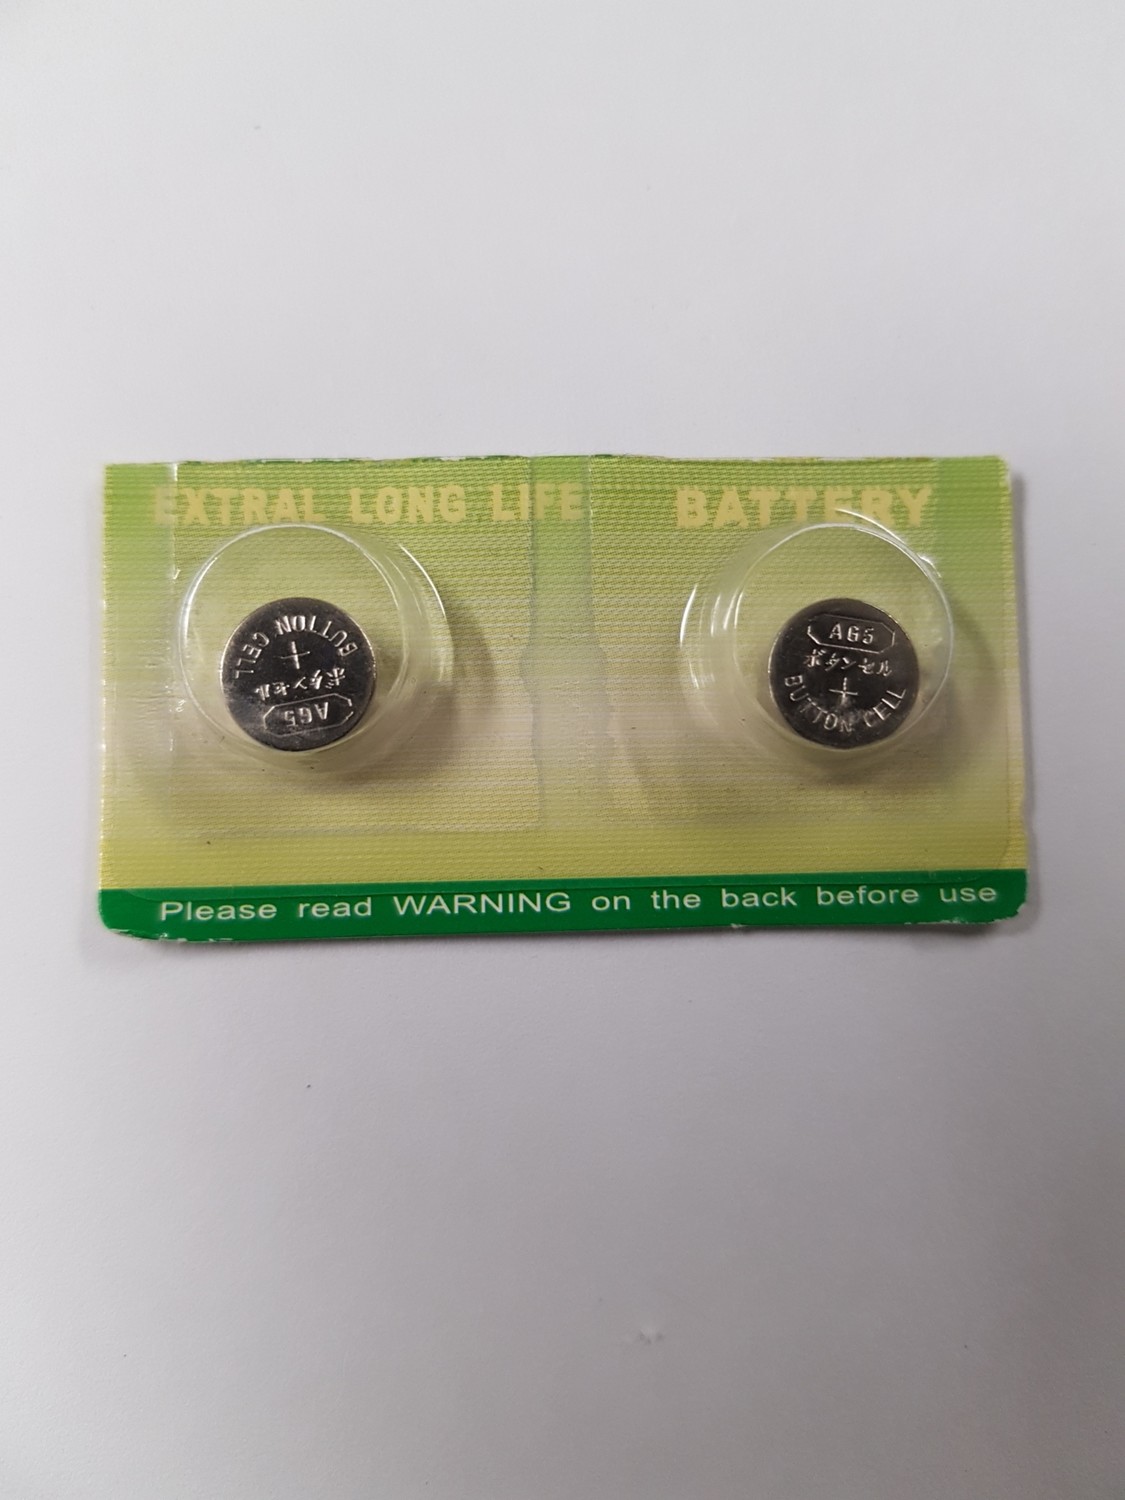 EXTRAL LONG LIFE BATTERY
BUTTON CELL
+
ボタンセル
AG5
AG5
ボタンセル
+
BUTTON CELL
Please read WARNING on the back before use